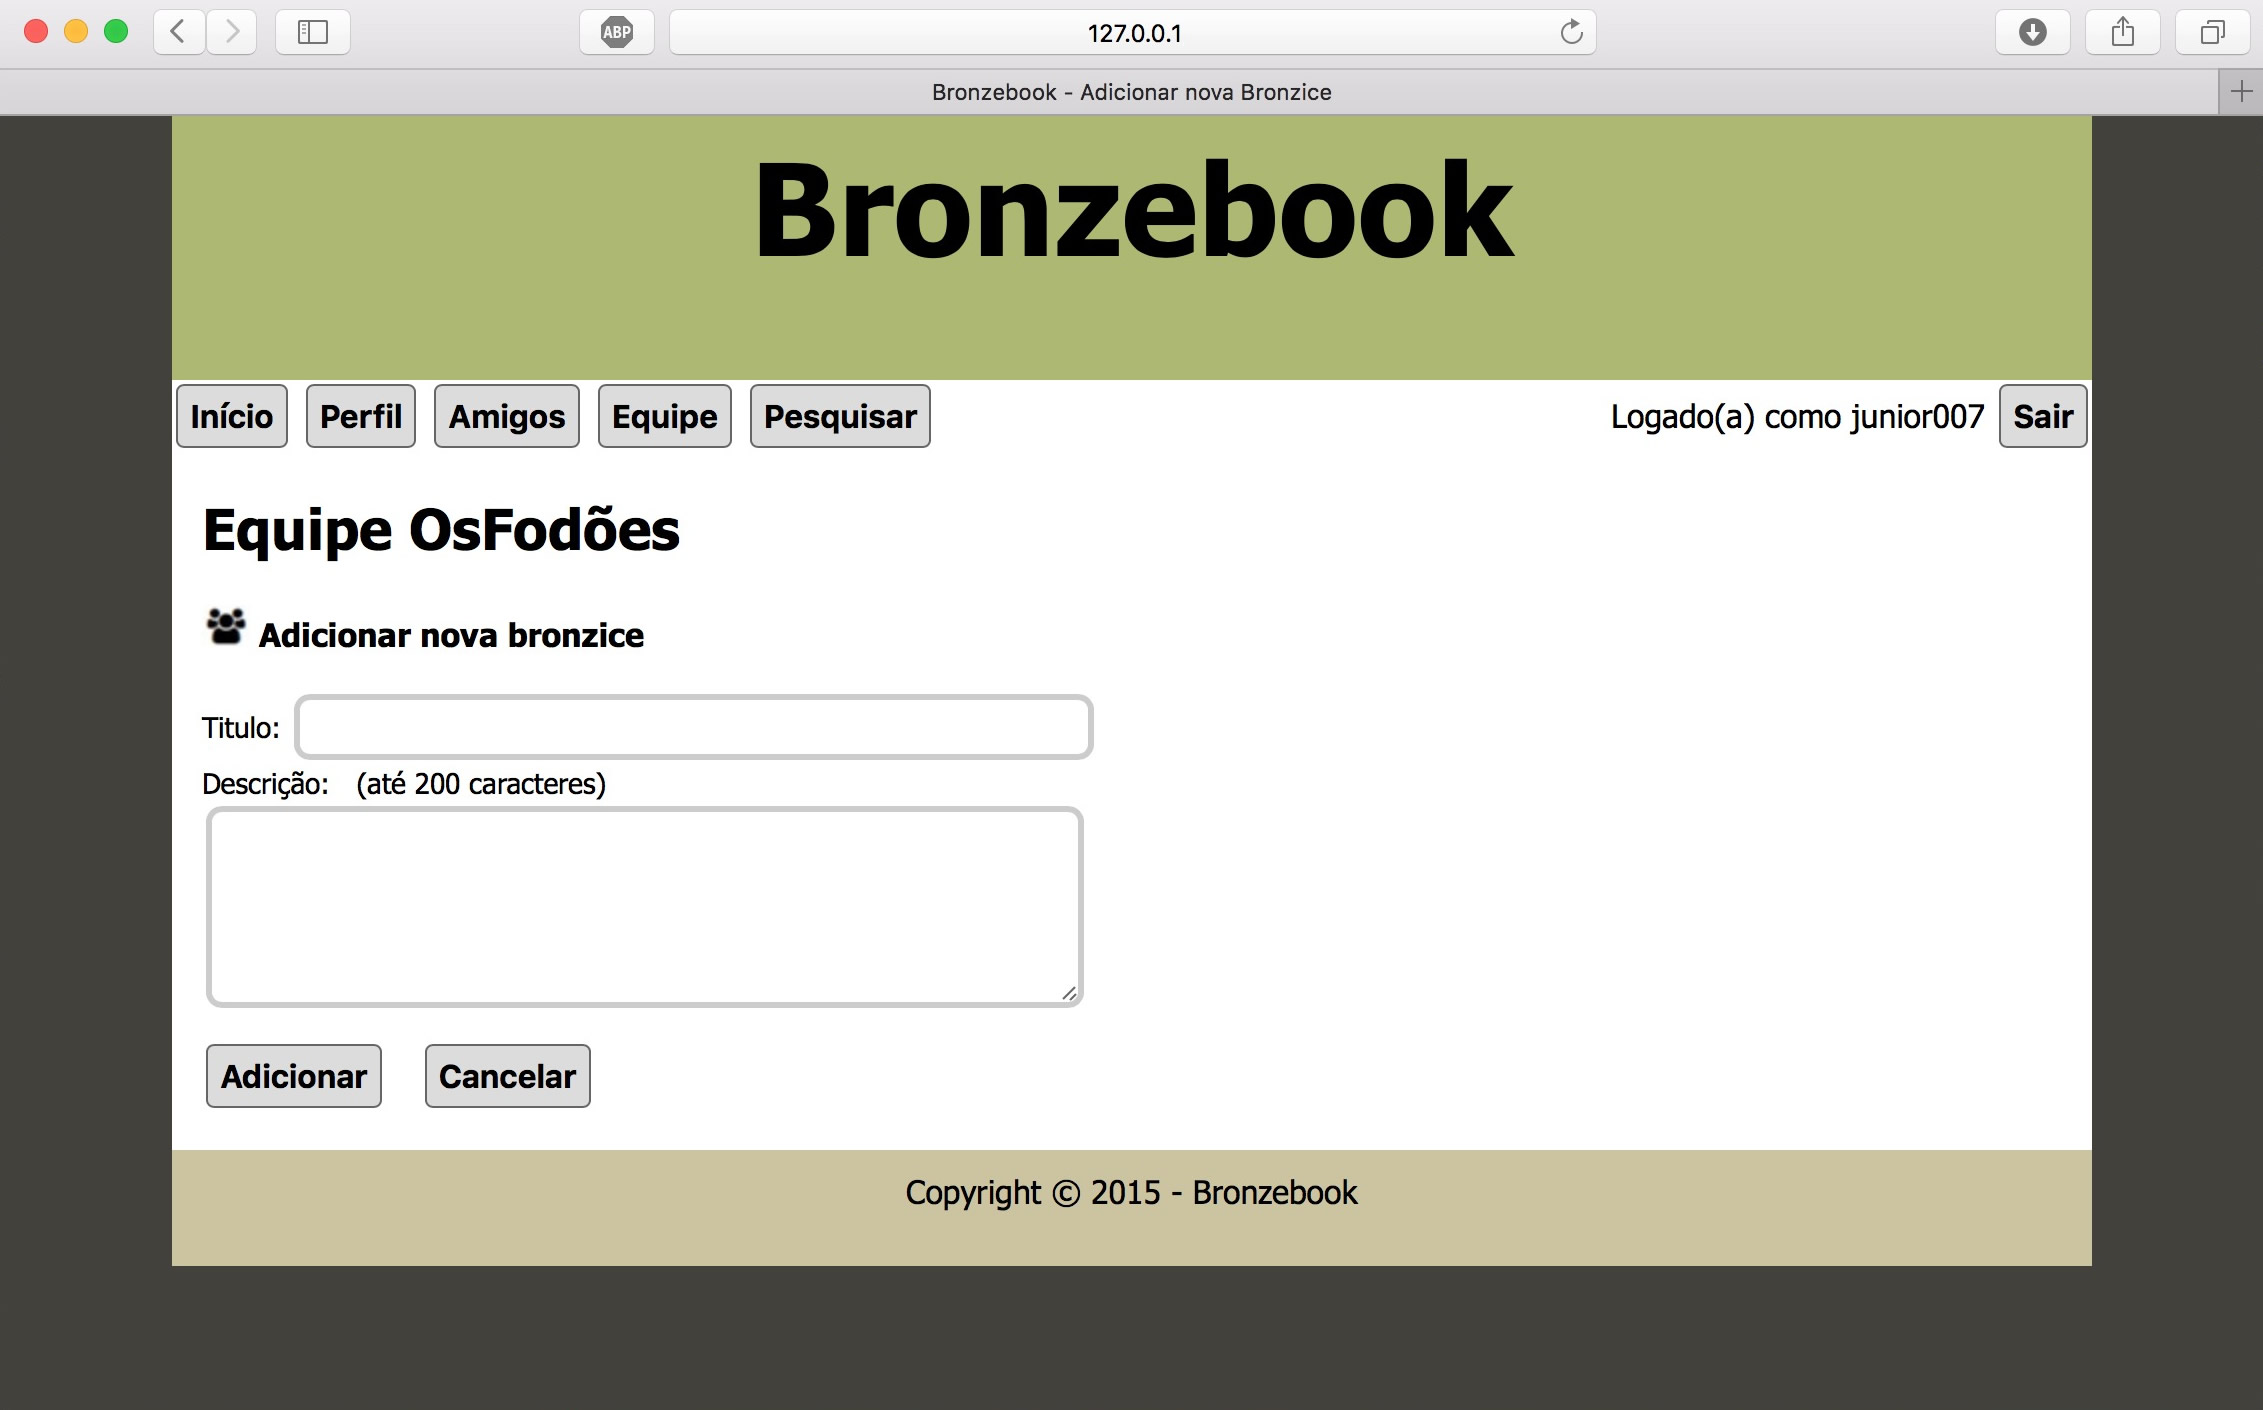 ABP
127.0.0.1
Bronzebook - Adicionar nova Bronzice
Bronzebook
Início Perfil Amigos Equipe Pesquisar Logado(a) como junior007 Sair
Equipe OsFodões
Adicionar nova bronzice
Titulo:
Descrição: (até 200 caracteres)
Adicionar Cancelar
Copyright © 2015 - Bronzebook